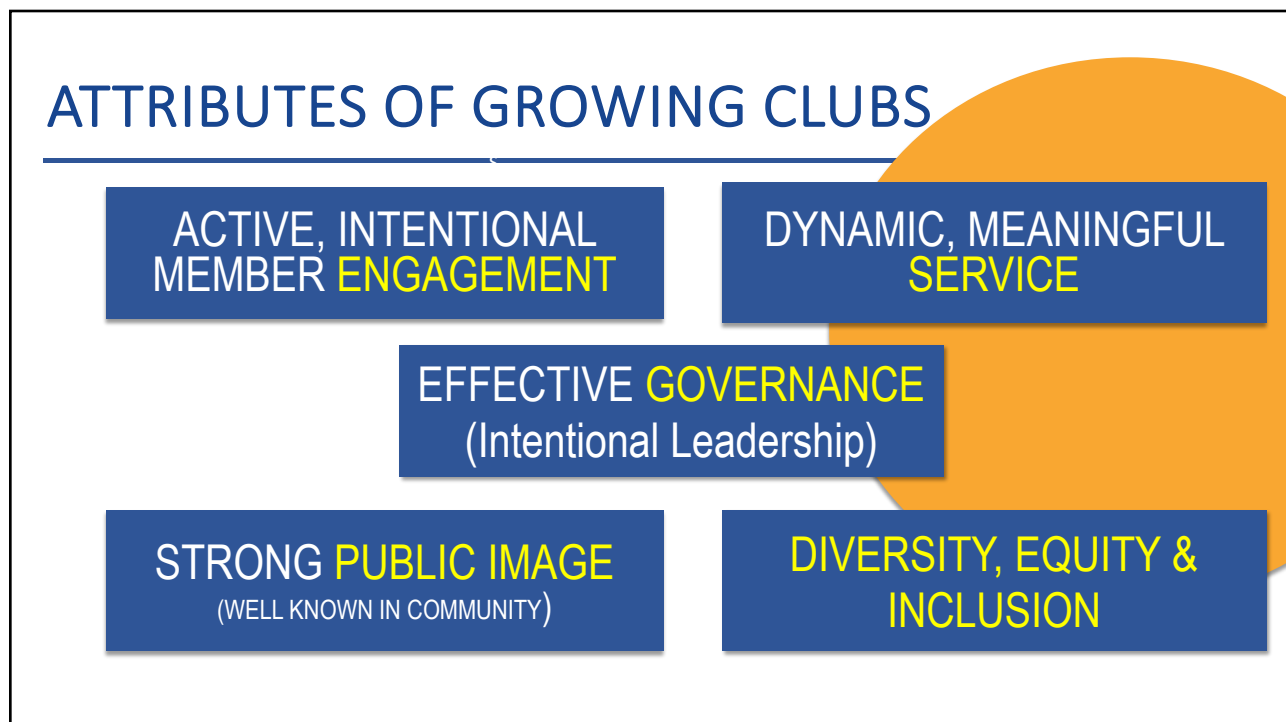 ATTRIBUTES OF GROWING CLUBS
ACTIVE, INTENTIONAL
MEMBER ENGAGEMENT
DYNAMIC, MEANINGFUL
SERVICE
EFFECTIVE GOVERNANCE
(Intentional Leadership)
STRONG PUBLIC IMAGE
(WELL KNOWN IN COMMUNITY)
DIVERSITY, EQUITY &
INCLUSION